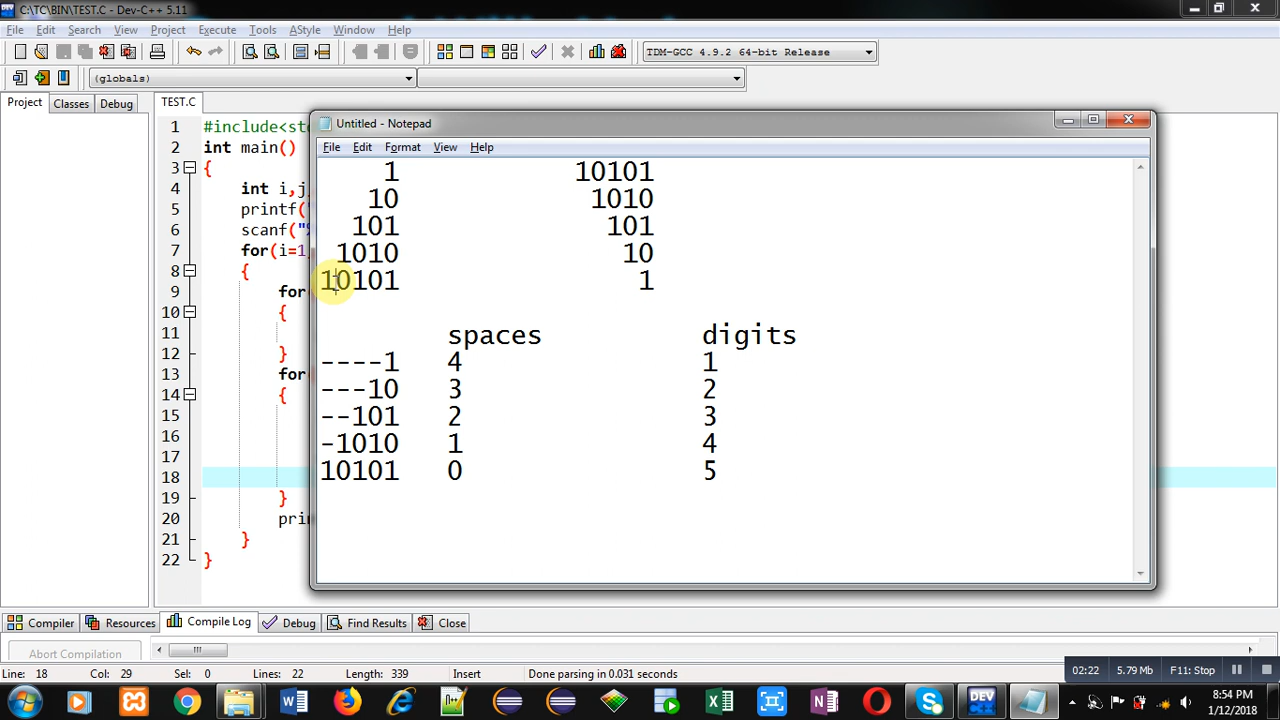 C:\TC\BIN\TEST.C - Dev-C++ 5.11
File Edit Search View Project Execute Tools AStyle Window Help
TDM-GCC 4.9.2 64-bit Release
(globals)
Project Classes Debug
TEST.C
1 #include<st
2 int main()
3 {
4 int i,j
5 printf("
6 scanf("%
7 for(i=1
8 {
9 for
10 {
11
12 }
13 for
14 {
15
16
17
18
19 }
20 prin
21 }
22 }
Untitled - Notepad
File Edit Format View Help
1 10101
10 1010
101 101
1010 10
10101 1
spaces digits
----1 4 1
---10 3 2
--101 2 3
-1010 1 4
10101 0 5
Compiler Resources Compile Log Debug Find Results Close
Abort Compilation
Line: 18 Col: 29 Sel: 0 Lines: 22 Length: 339 Insert Done parsing in 0.031 seconds
02:22 5.79 Mb F11: Stop
8:54 PM
1/12/2018